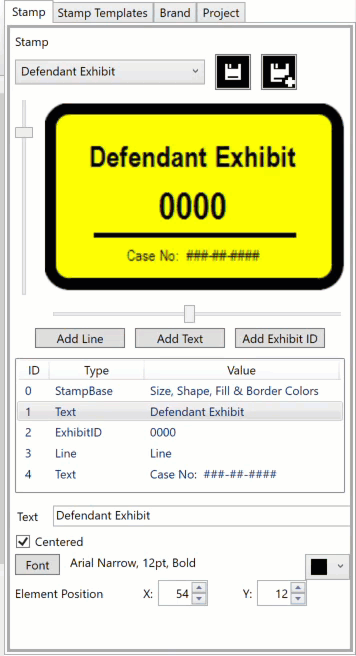 Stamp Stamp Templates Brand Project
Stamp
Defendant Exhibit
Defendant Exhibit
0000
Case No: ###-##-####
Add Line Add Text Add Exhibit ID
ID Type Value
0 StampBase Size, Shape, Fill & Border Colors
1 Text Defendant Exhibit
2 ExhibitID 0000
3 Line Line
4 Text Case No: ###-##-####
Text Defendant Exhibit
Centered
Font Arial Narrow, 12pt, Bold
Element Position X: 54 Y: 12